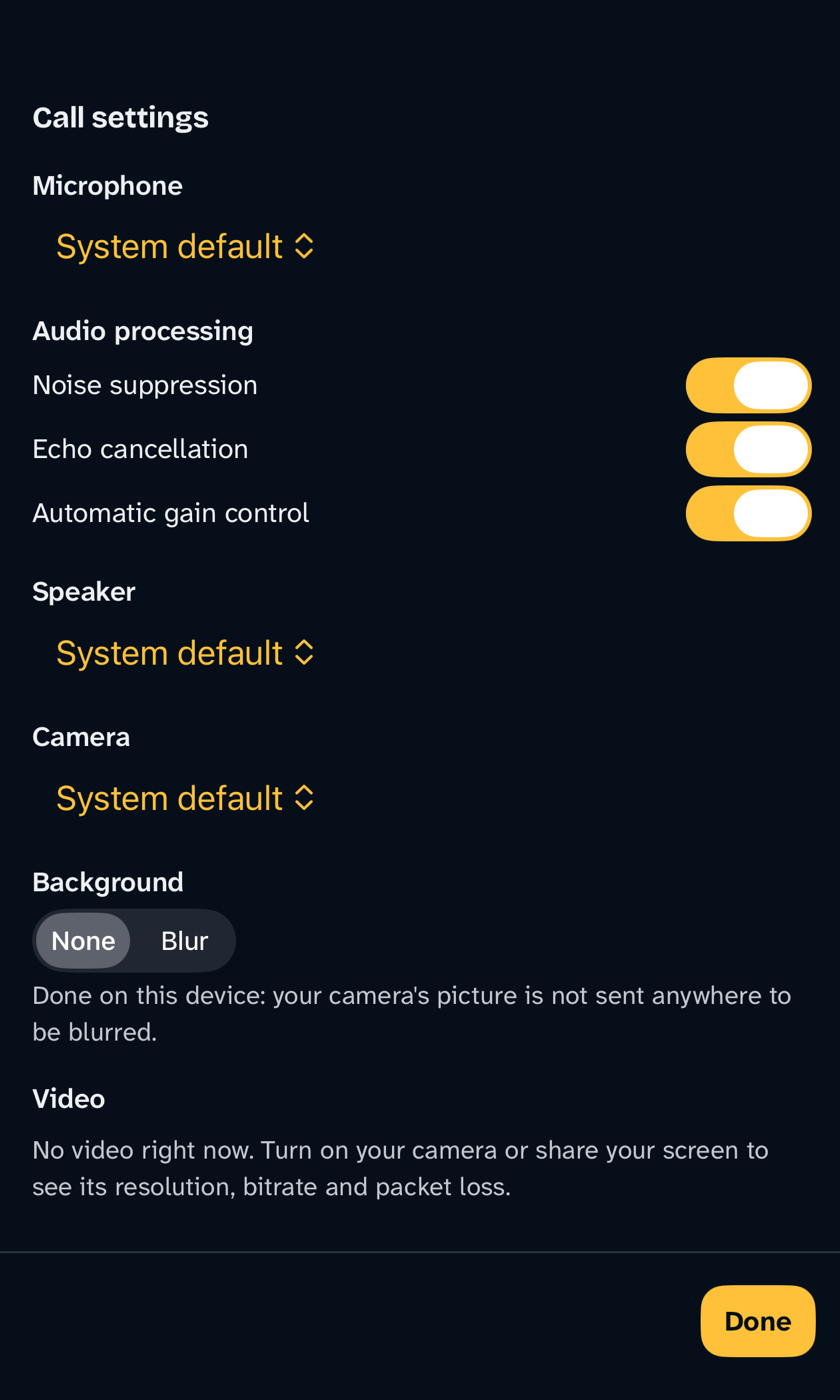 Call settings
Microphone
System default
Audio processing
Noise suppression
Echo cancellation
Automatic gain control
Speaker
System default
Camera
System default
Background
None Blur
Done on this device: your camera's picture is not sent anywhere to
be blurred.
Video
No video right now. Turn on your camera or share your screen to
see its resolution, bitrate and packet loss.
Done